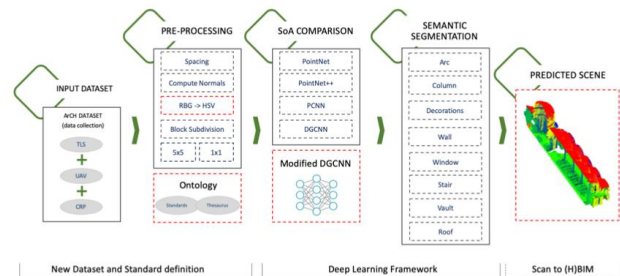 INPUT DATASET
ArCH DATASET
(data collection)
TLS
UAV
CRP
PRE-PROCESSING
Spacing
Compute Normals
RBG -> HSV
Block Subdivision
5x5
1x1
Ontology
Standards
Thesaurus
SoA COMPARISON
PointNet
PointNet++
PCNN
DGCNN
Modified DGCNN
SEMANTIC
SEGMENTATION
Arc
Column
Decorations
Wall
Window
Stair
Vault
Roof
PREDICTED SCENE
New Dataset and Standard definition
Deep Learning Framework
Scan to (H)BIM